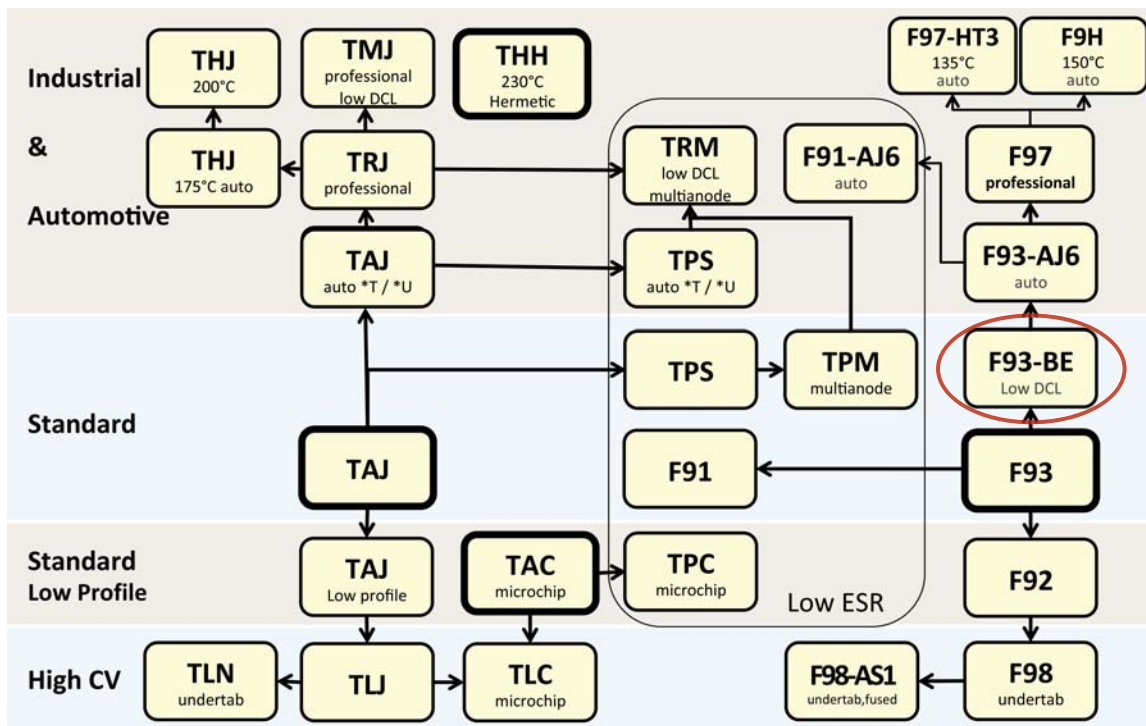 Industrial
&
Automotive
THJ
200°C
TMJ
professional
low DCL
THH
230°C
Hermetic
F97-HT3
135°C
auto
F9H
150°C
auto
THJ
175°C auto
TRJ
professional
TRM
low DCL
multianode
F91-AJ6
auto
F97
professional
TAJ
auto *T / *U
TPS
auto *T / *U
F93-AJ6
auto
Standard
TPS
TPM
multianode
F93-BE
Low DCL
TAJ
F91
F93
Standard
Low Profile
TAJ
Low profile
TAC
microchip
TPC
microchip
Low ESR
F92
High CV
TLN
undertab
TLJ
TLC
microchip
F98-AS1
undertab,fused
F98
undertab